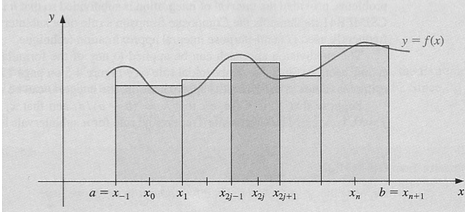 y
y = f(x)
a = x₋₁ x₀ x₁ x₂ⱼ₋₁ x₂ⱼ x₂ⱼ₊₁ xₙ b = xₙ₊₁ x